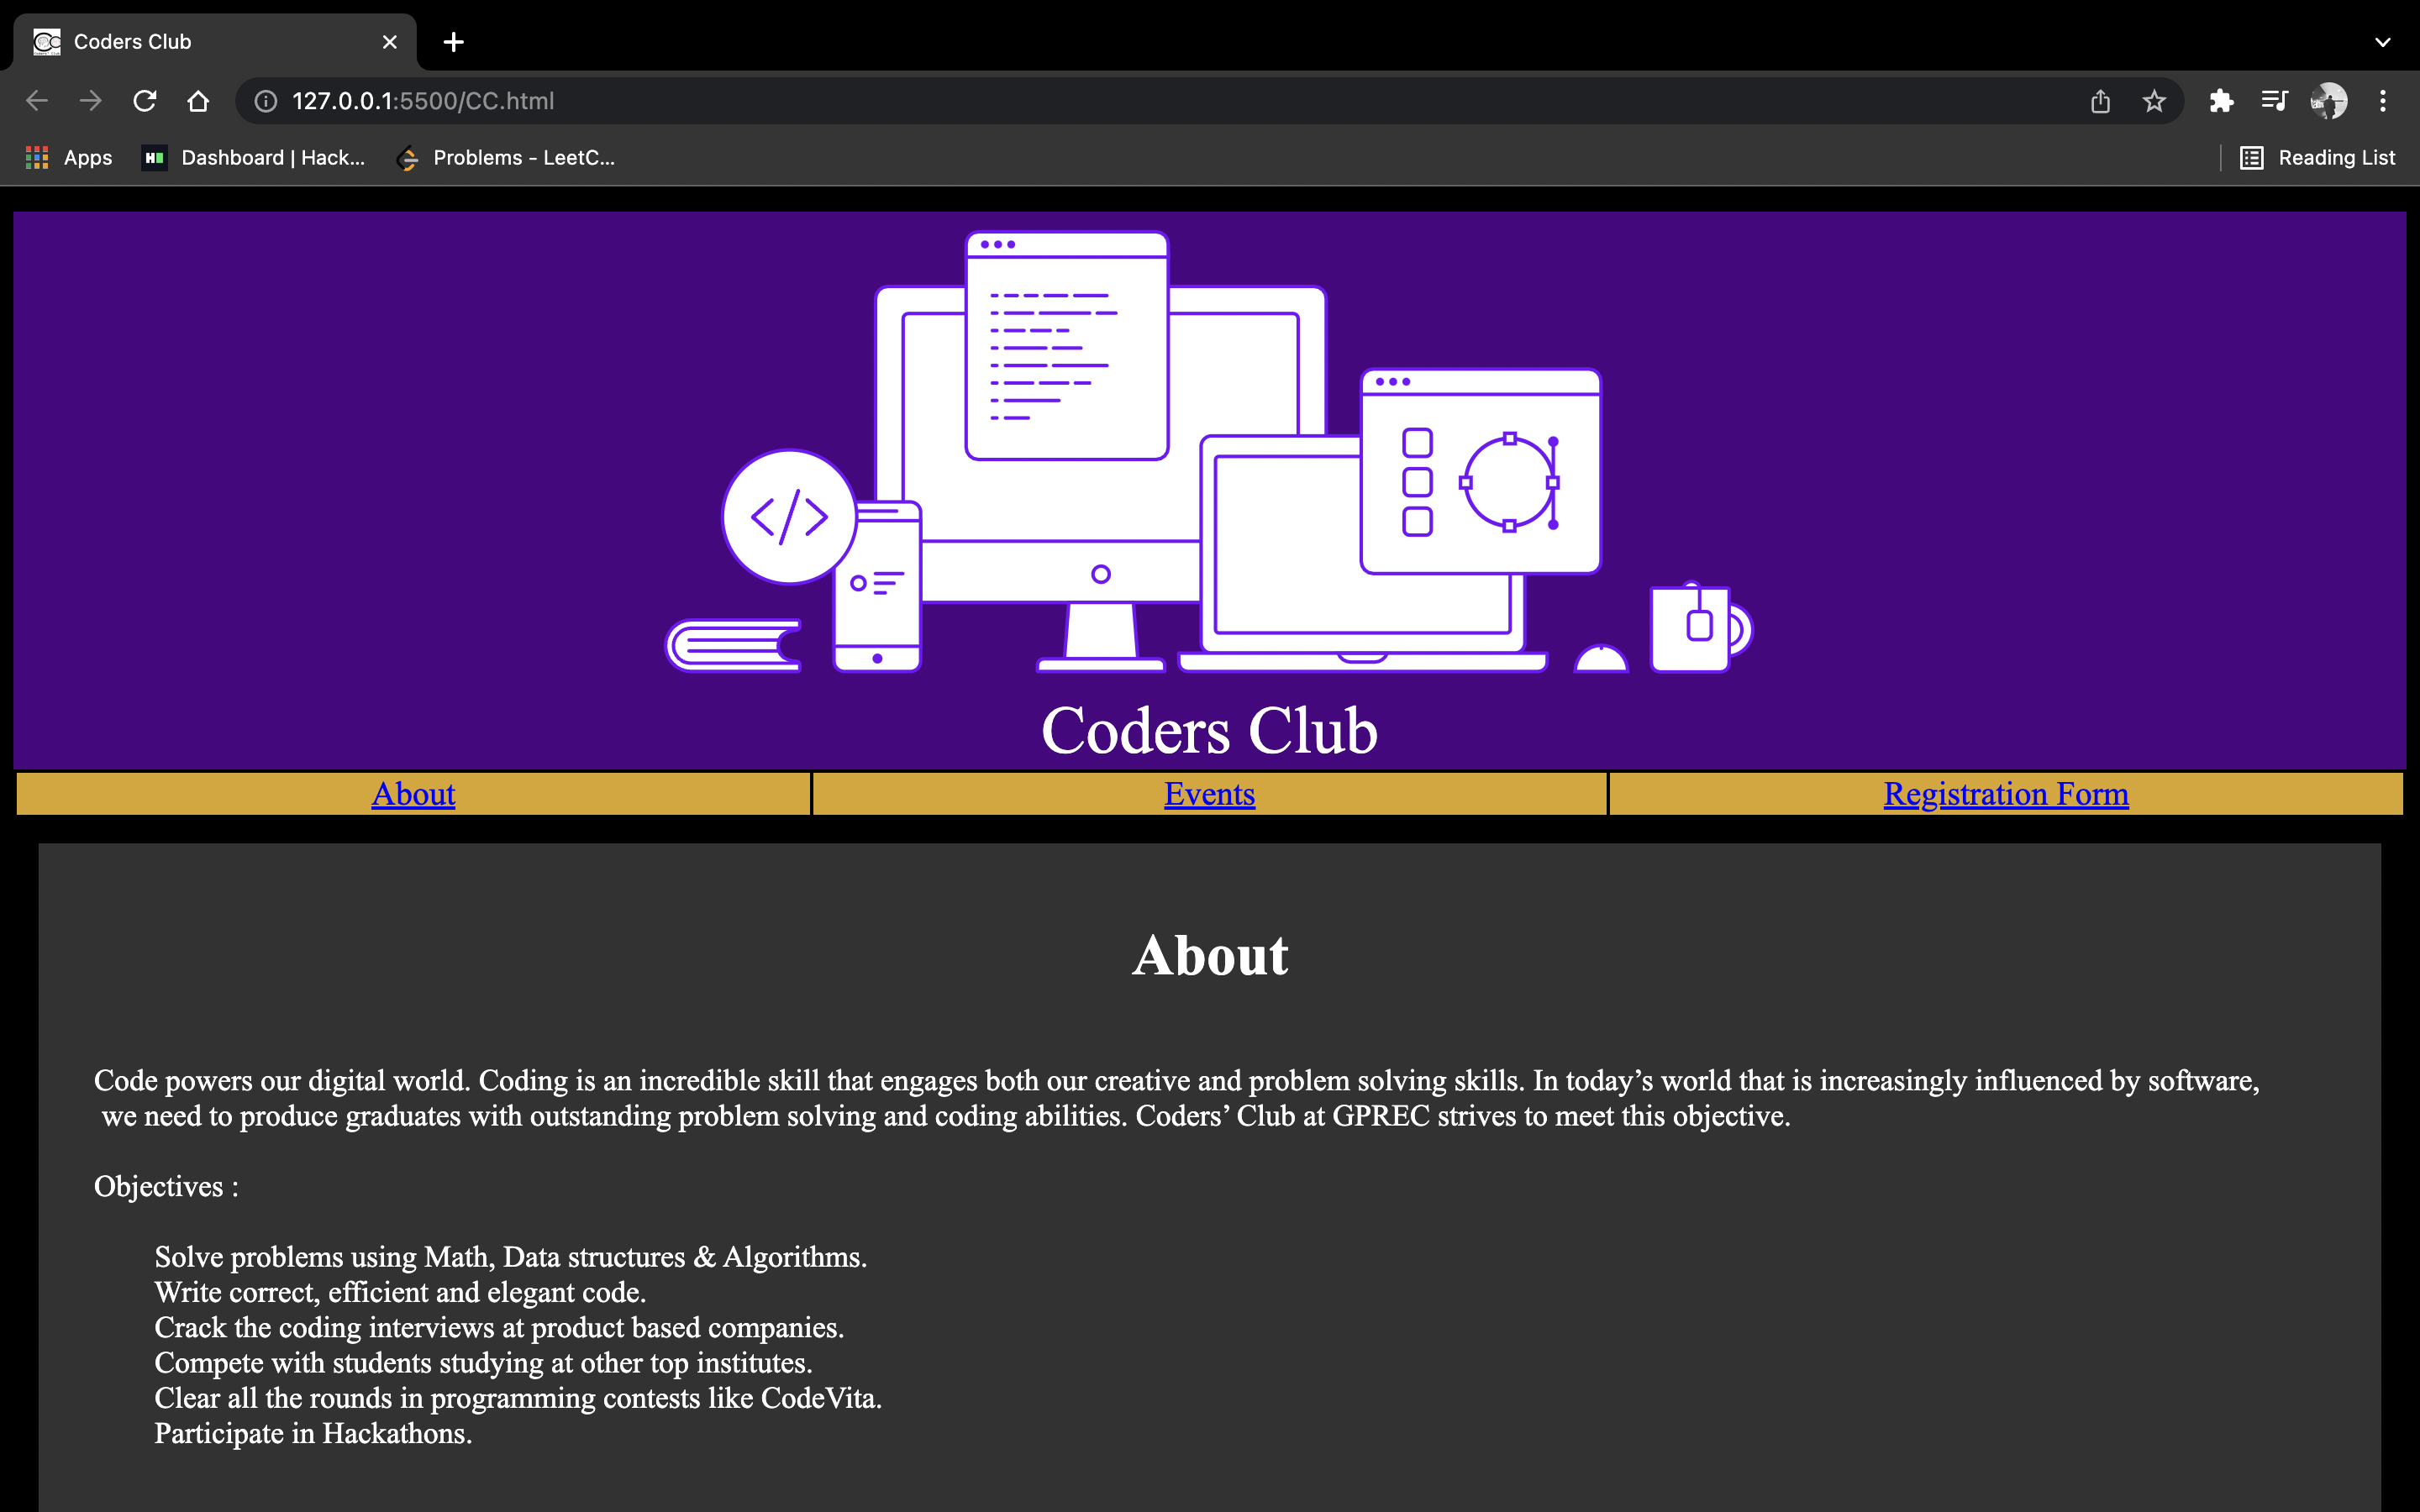 Coders Club
127.0.0.1:5500/CC.html
Apps
Dashboard | Hack...
Problems - LeetC...
Reading List
</>
Coders Club
About
Events
Registration Form
About
Code powers our digital world. Coding is an incredible skill that engages both our creative and problem solving skills. In today’s world that is increasingly influenced by software,
we need to produce graduates with outstanding problem solving and coding abilities. Coders’ Club at GPREC strives to meet this objective.
Objectives :
Solve problems using Math, Data structures & Algorithms.
Write correct, efficient and elegant code.
Crack the coding interviews at product based companies.
Compete with students studying at other top institutes.
Clear all the rounds in programming contests like CodeVita.
Participate in Hackathons.